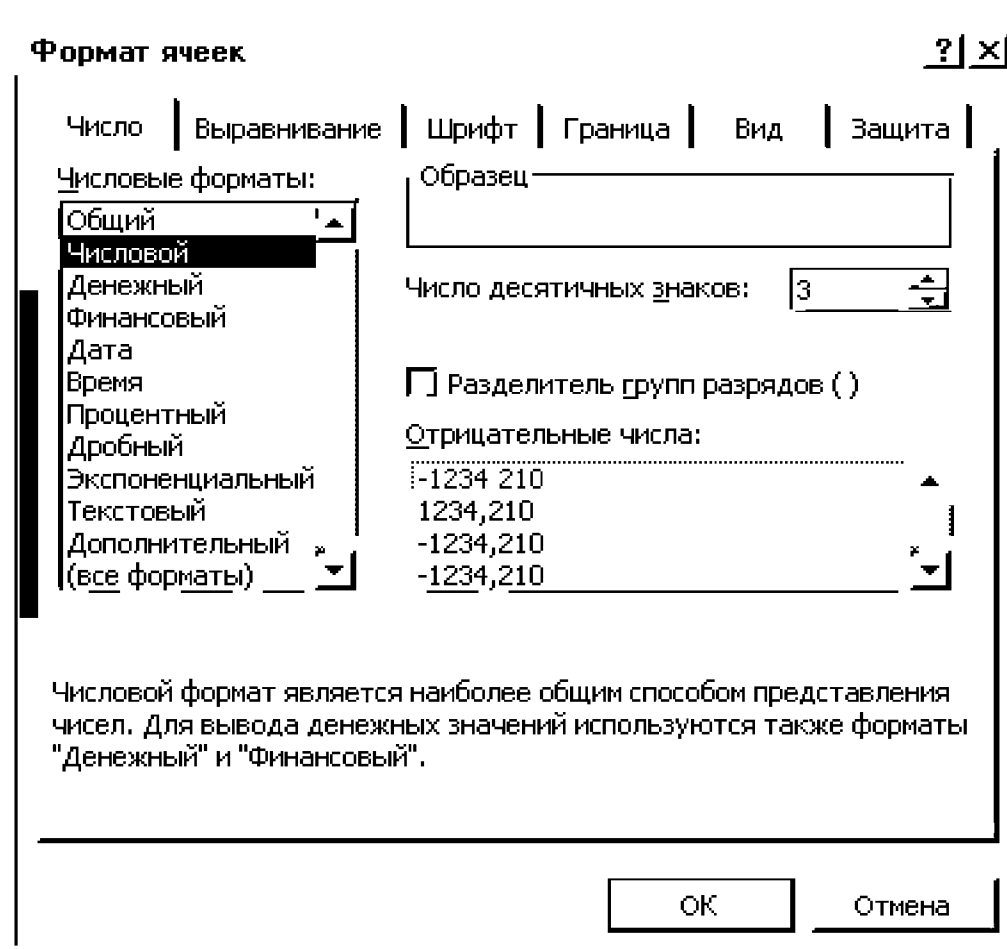 Формат ячеек
Число Выравнивание Шрифт Граница Вид Защита
Числовые форматы:
Общий
Числовой
Денежный
Финансовый
Дата
Время
Процентный
Дробный
Экспоненциальный
Текстовый
Дополнительный
(все форматы)
Образец
Число десятичных знаков: 3
Разделитель групп разрядов ( )
Отрицательные числа:
-1234 210
1234,210
-1234,210
-1234,210
Числовой формат является наиболее общим способом представления
чисел. Для вывода денежных значений используются также форматы
"Денежный" и "Финансовый".
ОК Отмена